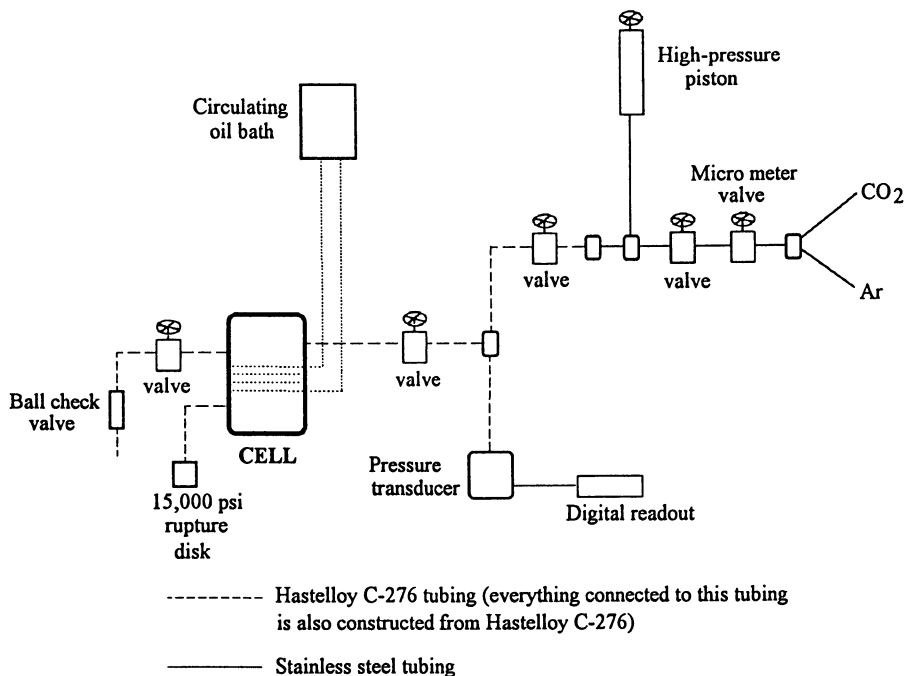 High-pressure
piston
Circulating
oil bath
Micro meter
valve
CO2
valve
valve
Ar
valve
valve
Ball check
valve
CELL
Pressure
transducer
15,000 psi
rupture
disk
Digital readout
Hastelloy C-276 tubing (everything connected to this tubing
is also constructed from Hastelloy C-276)
Stainless steel tubing